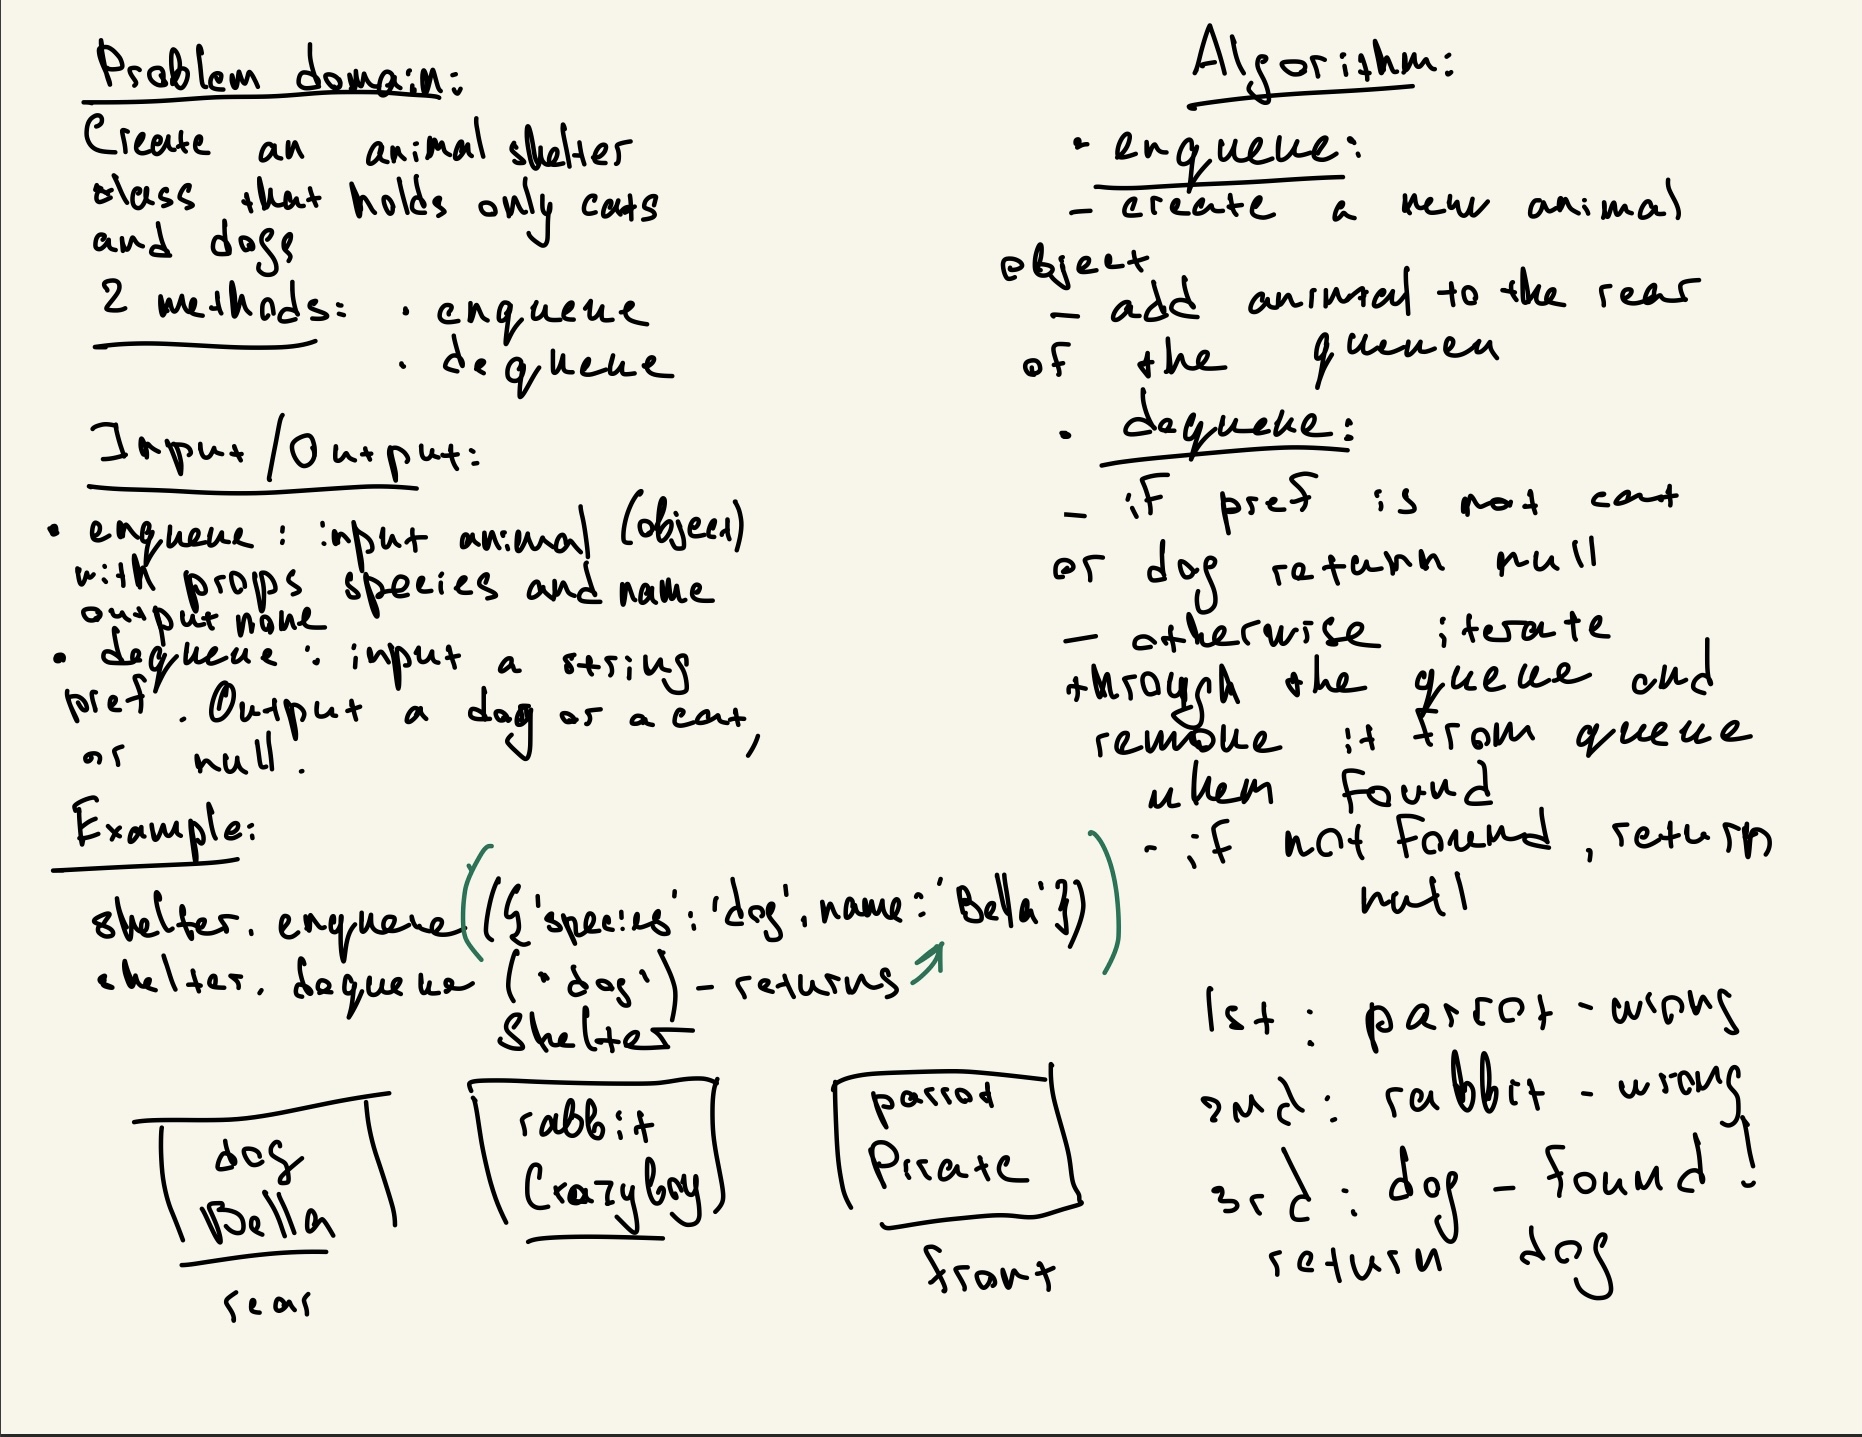 Problem domain:
Create an animal shelter
class that holds only cats
and dogs
2 methods: · enqueue
· dequeue
Input/Output:
• enqueue: input animal (object)
with props species and name
output none
• dequeue: input a string
pref. Output a dog or a cat,
or null.
Example:
shelter.enqueue(({'species': 'dog', name: 'Bella'}))
shelter.dequeue ('dog') - returns
Shelter
dog
Bella
rear
rabbit
Crazyboy
parrot
Pirate
front
Algorithm:
• enqueue:
- create a new animal
object
- add animal to the rear
of the queueu
• dequeue:
- if pref is not cat
or dog return null
- otherwise iterate
through the queue and
remove it from queue
when found
- if not found, return
null
1st: parrot - wrong
2nd: rabbit - wrong
3rd: dog - found!
return dog